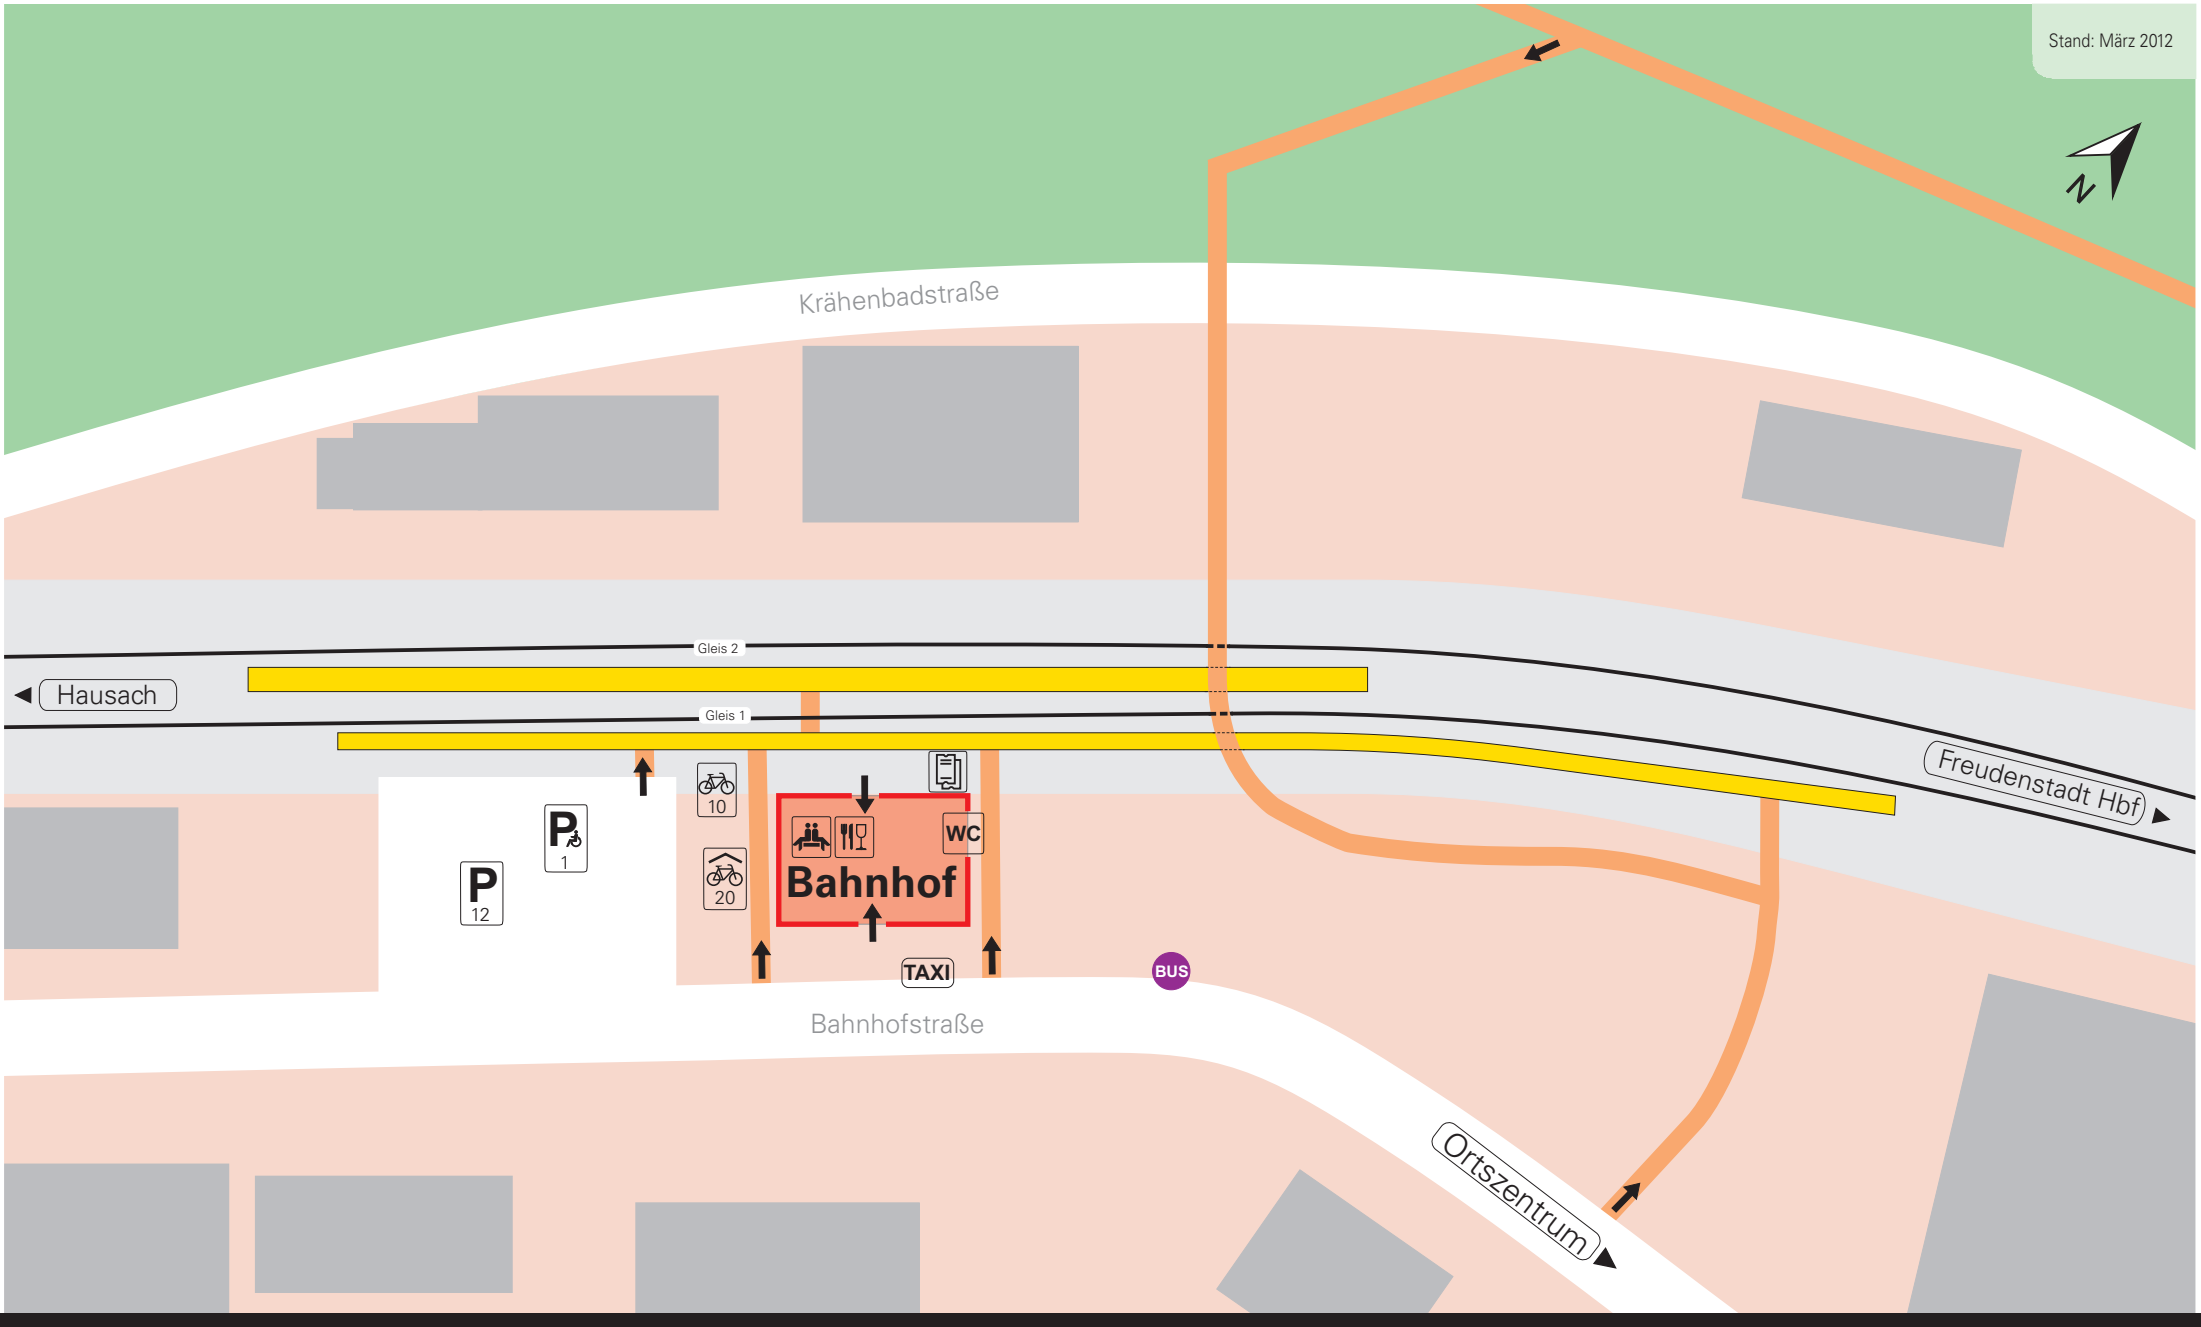 Stand: März 2012
N
Krähenbadstraße
Gleis 2
Hausach
Gleis 1
Freudenstadt Hbf
10
P
1
WC
P
12
20
Bahnhof
TAXI
BUS
Bahnhofstraße
Ortszentrum